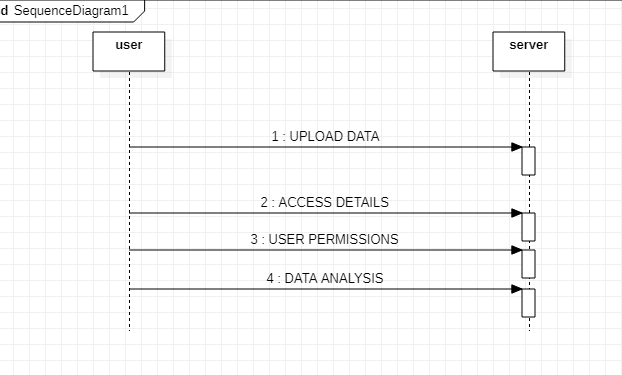 d SequenceDiagram1
user
server
1 : UPLOAD DATA
2 : ACCESS DETAILS
3 : USER PERMISSIONS
4 : DATA ANALYSIS